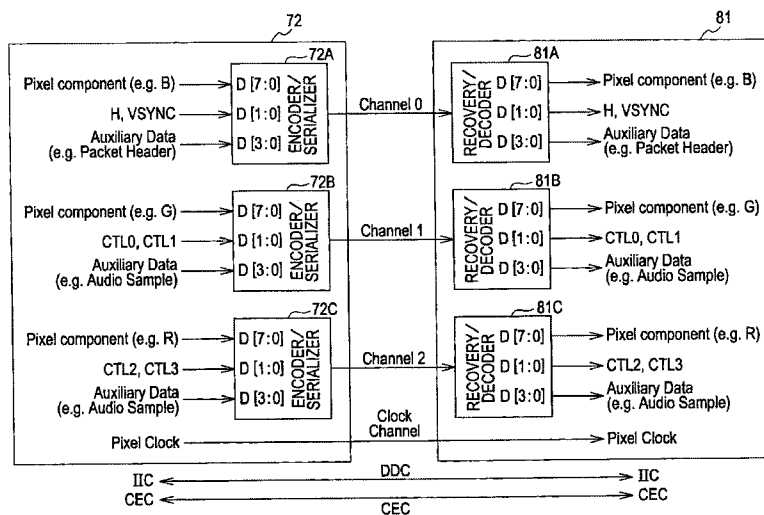 72
81
72A
81A
Pixel component (e.g. B)
D [7:0]
H, VSYNC
D [1:0]
Auxiliary Data
(e.g. Packet Header)
D [3:0]
ENCODER/
SERIALIZER
Channel 0
RECOVERY/
DECODER
D [7:0]
Pixel component (e.g. B)
D [1:0]
H, VSYNC
D [3:0]
Auxiliary Data
(e.g. Packet Header)
72B
81B
Pixel component (e.g. G)
D [7:0]
CTL0, CTL1
D [1:0]
Auxiliary Data
(e.g. Audio Sample)
D [3:0]
ENCODER/
SERIALIZER
Channel 1
RECOVERY/
DECODER
D [7:0]
Pixel component (e.g. G)
D [1:0]
CTL0, CTL1
D [3:0]
Auxiliary Data
(e.g. Audio Sample)
72C
81C
Pixel component (e.g. R)
D [7:0]
CTL2, CTL3
D [1:0]
Auxiliary Data
(e.g. Audio Sample)
D [3:0]
ENCODER/
SERIALIZER
Channel 2
RECOVERY/
DECODER
D [7:0]
Pixel component (e.g. R)
D [1:0]
CTL2, CTL3
D [3:0]
Auxiliary Data
(e.g. Audio Sample)
Pixel Clock
Clock
Channel
Pixel Clock
IIC
DDC
IIC
CEC
CEC
CEC